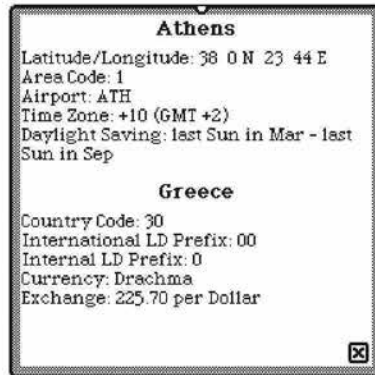 Athens
Latitude/Longitude: 38 0 N 23 44 E
Area Code: 1
Airport: ATH
Time Zone: +10 (GMT +2)
Daylight Saving: last Sun in Mar - last
Sun in Sep
Greece
Country Code: 30
International LD Prefix: 00
Internal LD Prefix: 0
Currency: Drachma
Exchange: 225.70 per Dollar